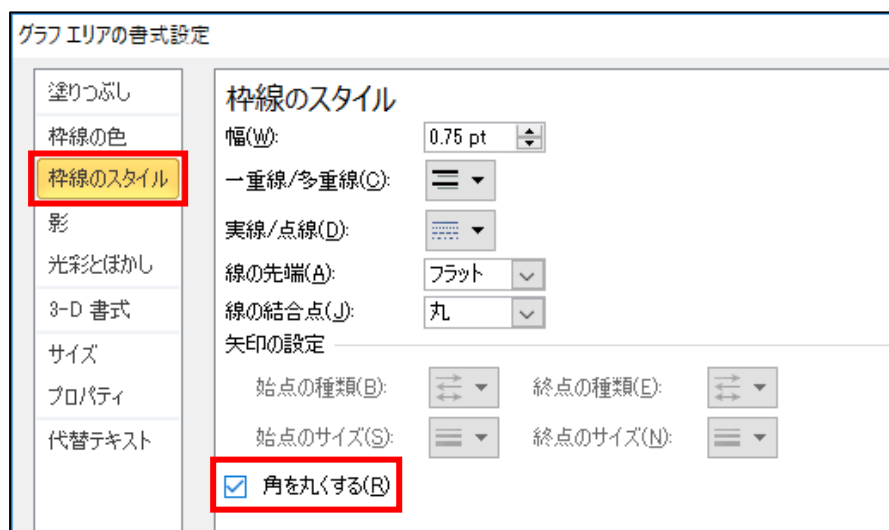 グラフ エリアの書式設定
塗りつぶし
枠線の色
枠線のスタイル
影
光彩とぼかし
3-D 書式
サイズ
プロパティ
代替テキスト
枠線のスタイル
幅(W): 0.75 pt
一重線/多重線(C):
実線/点線(D):
線の先端(A): フラット
線の結合点(J): 丸
矢印の設定
始点の種類(B): 終点の種類(E):
始点のサイズ(S): 終点のサイズ(N):
角を丸くする(R)